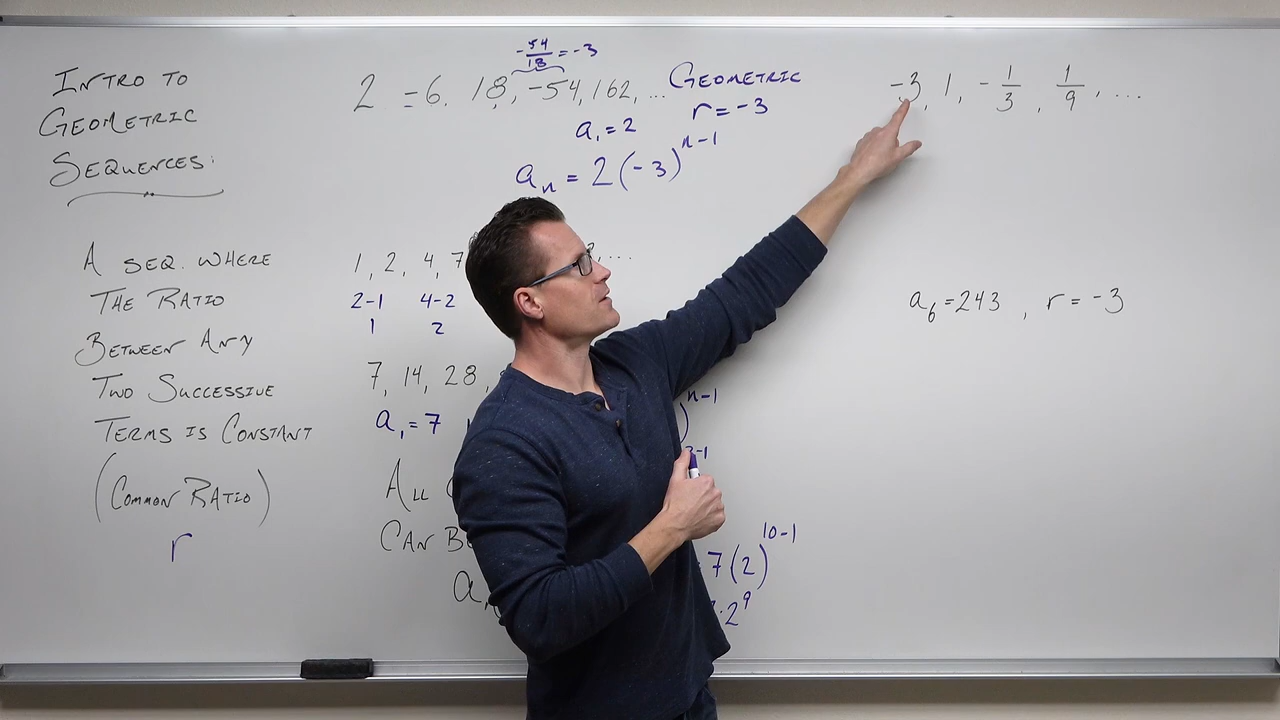 INTRO TO
GEOMETRIC
SEQUENCES:
A SEQ. WHERE
THE RATIO
BETWEEN ANY
TWO SUCCESSIVE
TERMS IS CONSTANT
(COMMON RATIO)
r
-54/18 = -3
2 -6, 18, -54, 162, ... GEOMETRIC
r = -3
a₁ = 2
aₙ = 2(-3)ⁿ⁻¹
1, 2, 4, 7 ...
2-1 4-2
1 2
7, 14, 28,
a₁ = 7
)ⁿ⁻¹
-1
ALL
CAN BE
a
7(2)¹⁰⁻¹
· 2⁹
-3, 1, -1/3, 1/9, ...
a₆ = 243, r = -3